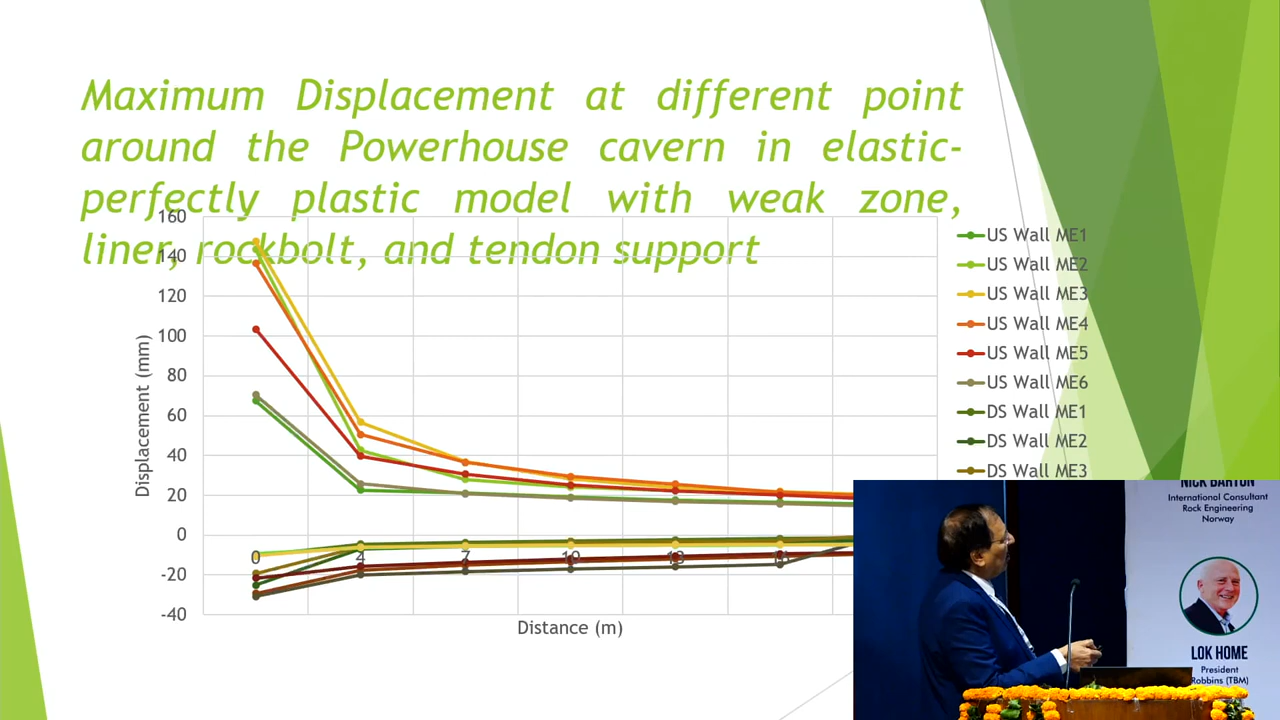 Maximum Displacement at different point
around the Powerhouse cavern in elastic-
perfectly plastic model with weak zone,
liner, rockbolt, and tendon support
160
140
120
100
80
60
40
20
0
-20
-40
Displacement (mm)
0
4
7
10
13
16
Distance (m)
US Wall ME1
US Wall ME2
US Wall ME3
US Wall ME4
US Wall ME5
US Wall ME6
DS Wall ME1
DS Wall ME2
DS Wall ME3
NICK BARTON
International Consultant
Rock Engineering
Norway
LOK HOME
President
Robbins (TBM)